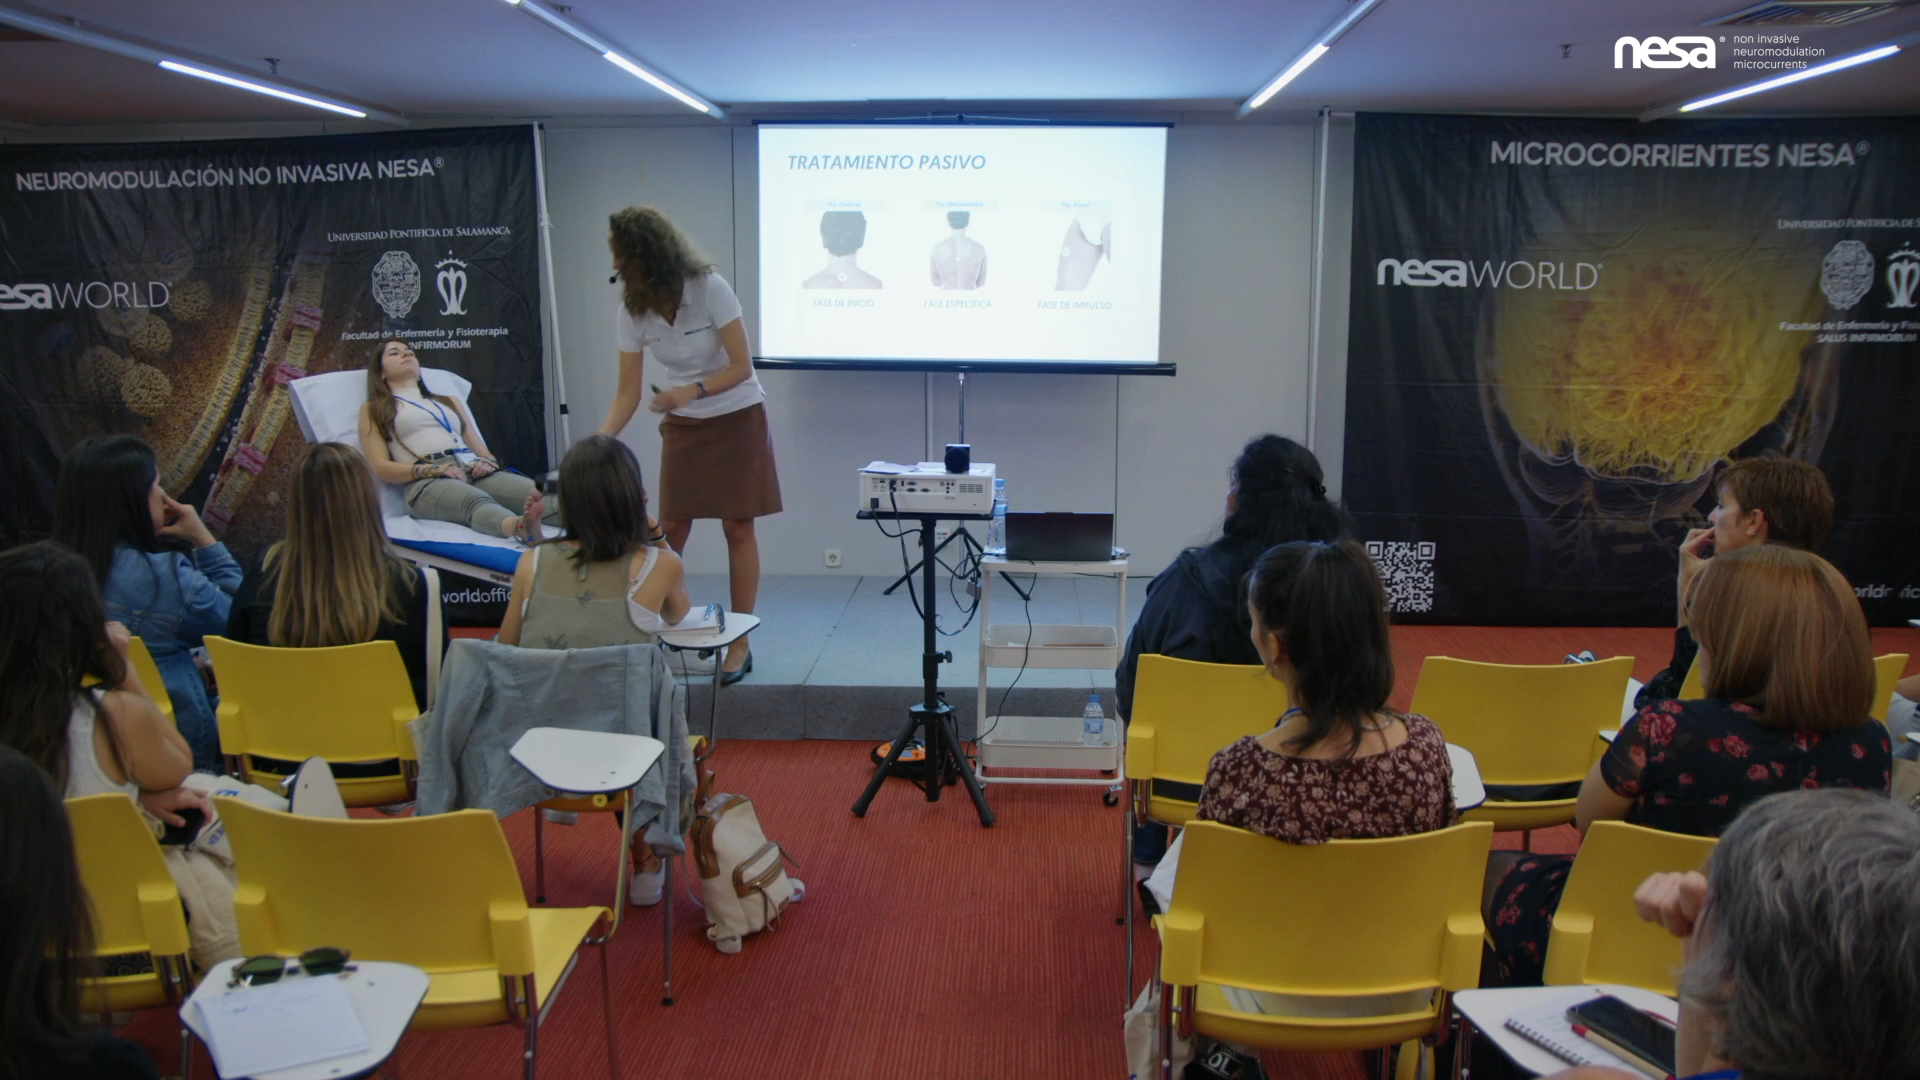 nesa®
non invasive
neuromodulation
microcurrents
NEUROMODULACIÓN NO INVASIVA NESA®
UNIVERSIDAD PONTIFICIA DE SALAMANCA
esaWORLD®
Facultad de Enfermería y Fisioterapia
INFIRMORUM
worldoffic
TRATAMIENTO PASIVO
FASE DE INICIO
FASE ESPECÍFICA
FASE DE IMPULSO
MICROCORRIENTES NESA®
UNIVERSIDAD PONTIFICIA DE S
nesaWORLD®
Facultad de Enfermería y Fis
SALUS INFIRMORUM